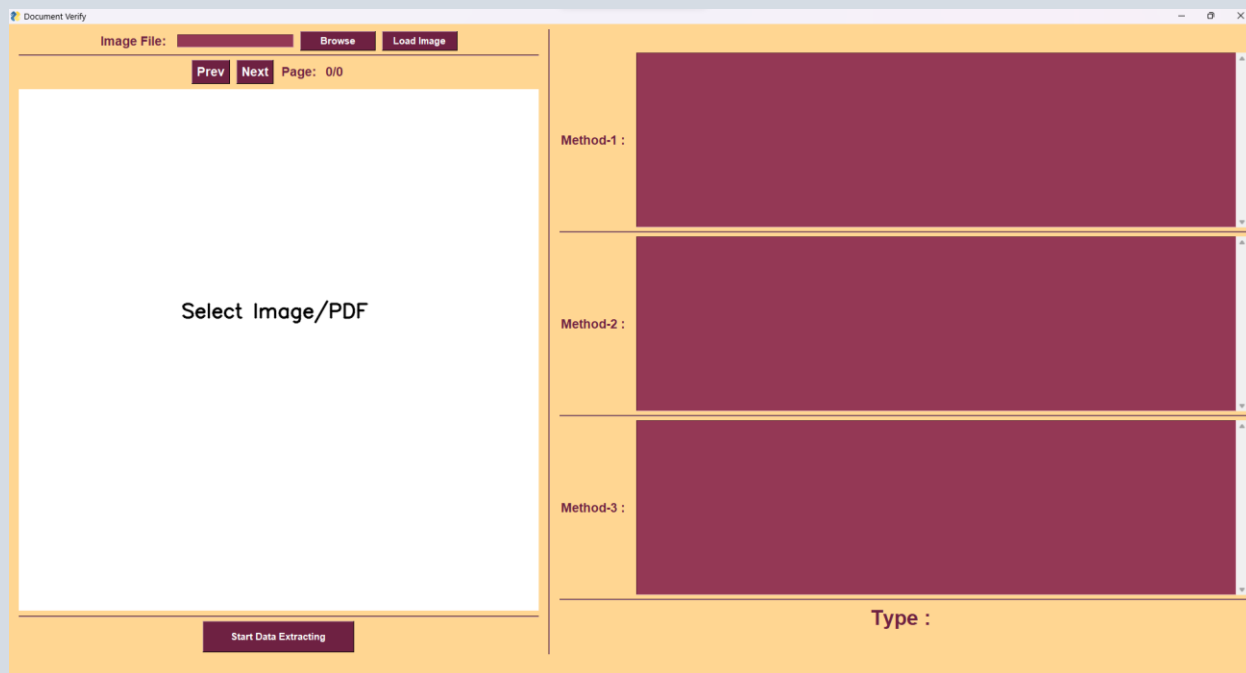 Document Verify
Image File:
Browse
Load Image
Prev
Next
Page: 0/0
Select Image/PDF
Start Data Extracting
Method-1 :
Method-2 :
Method-3 :
Type :